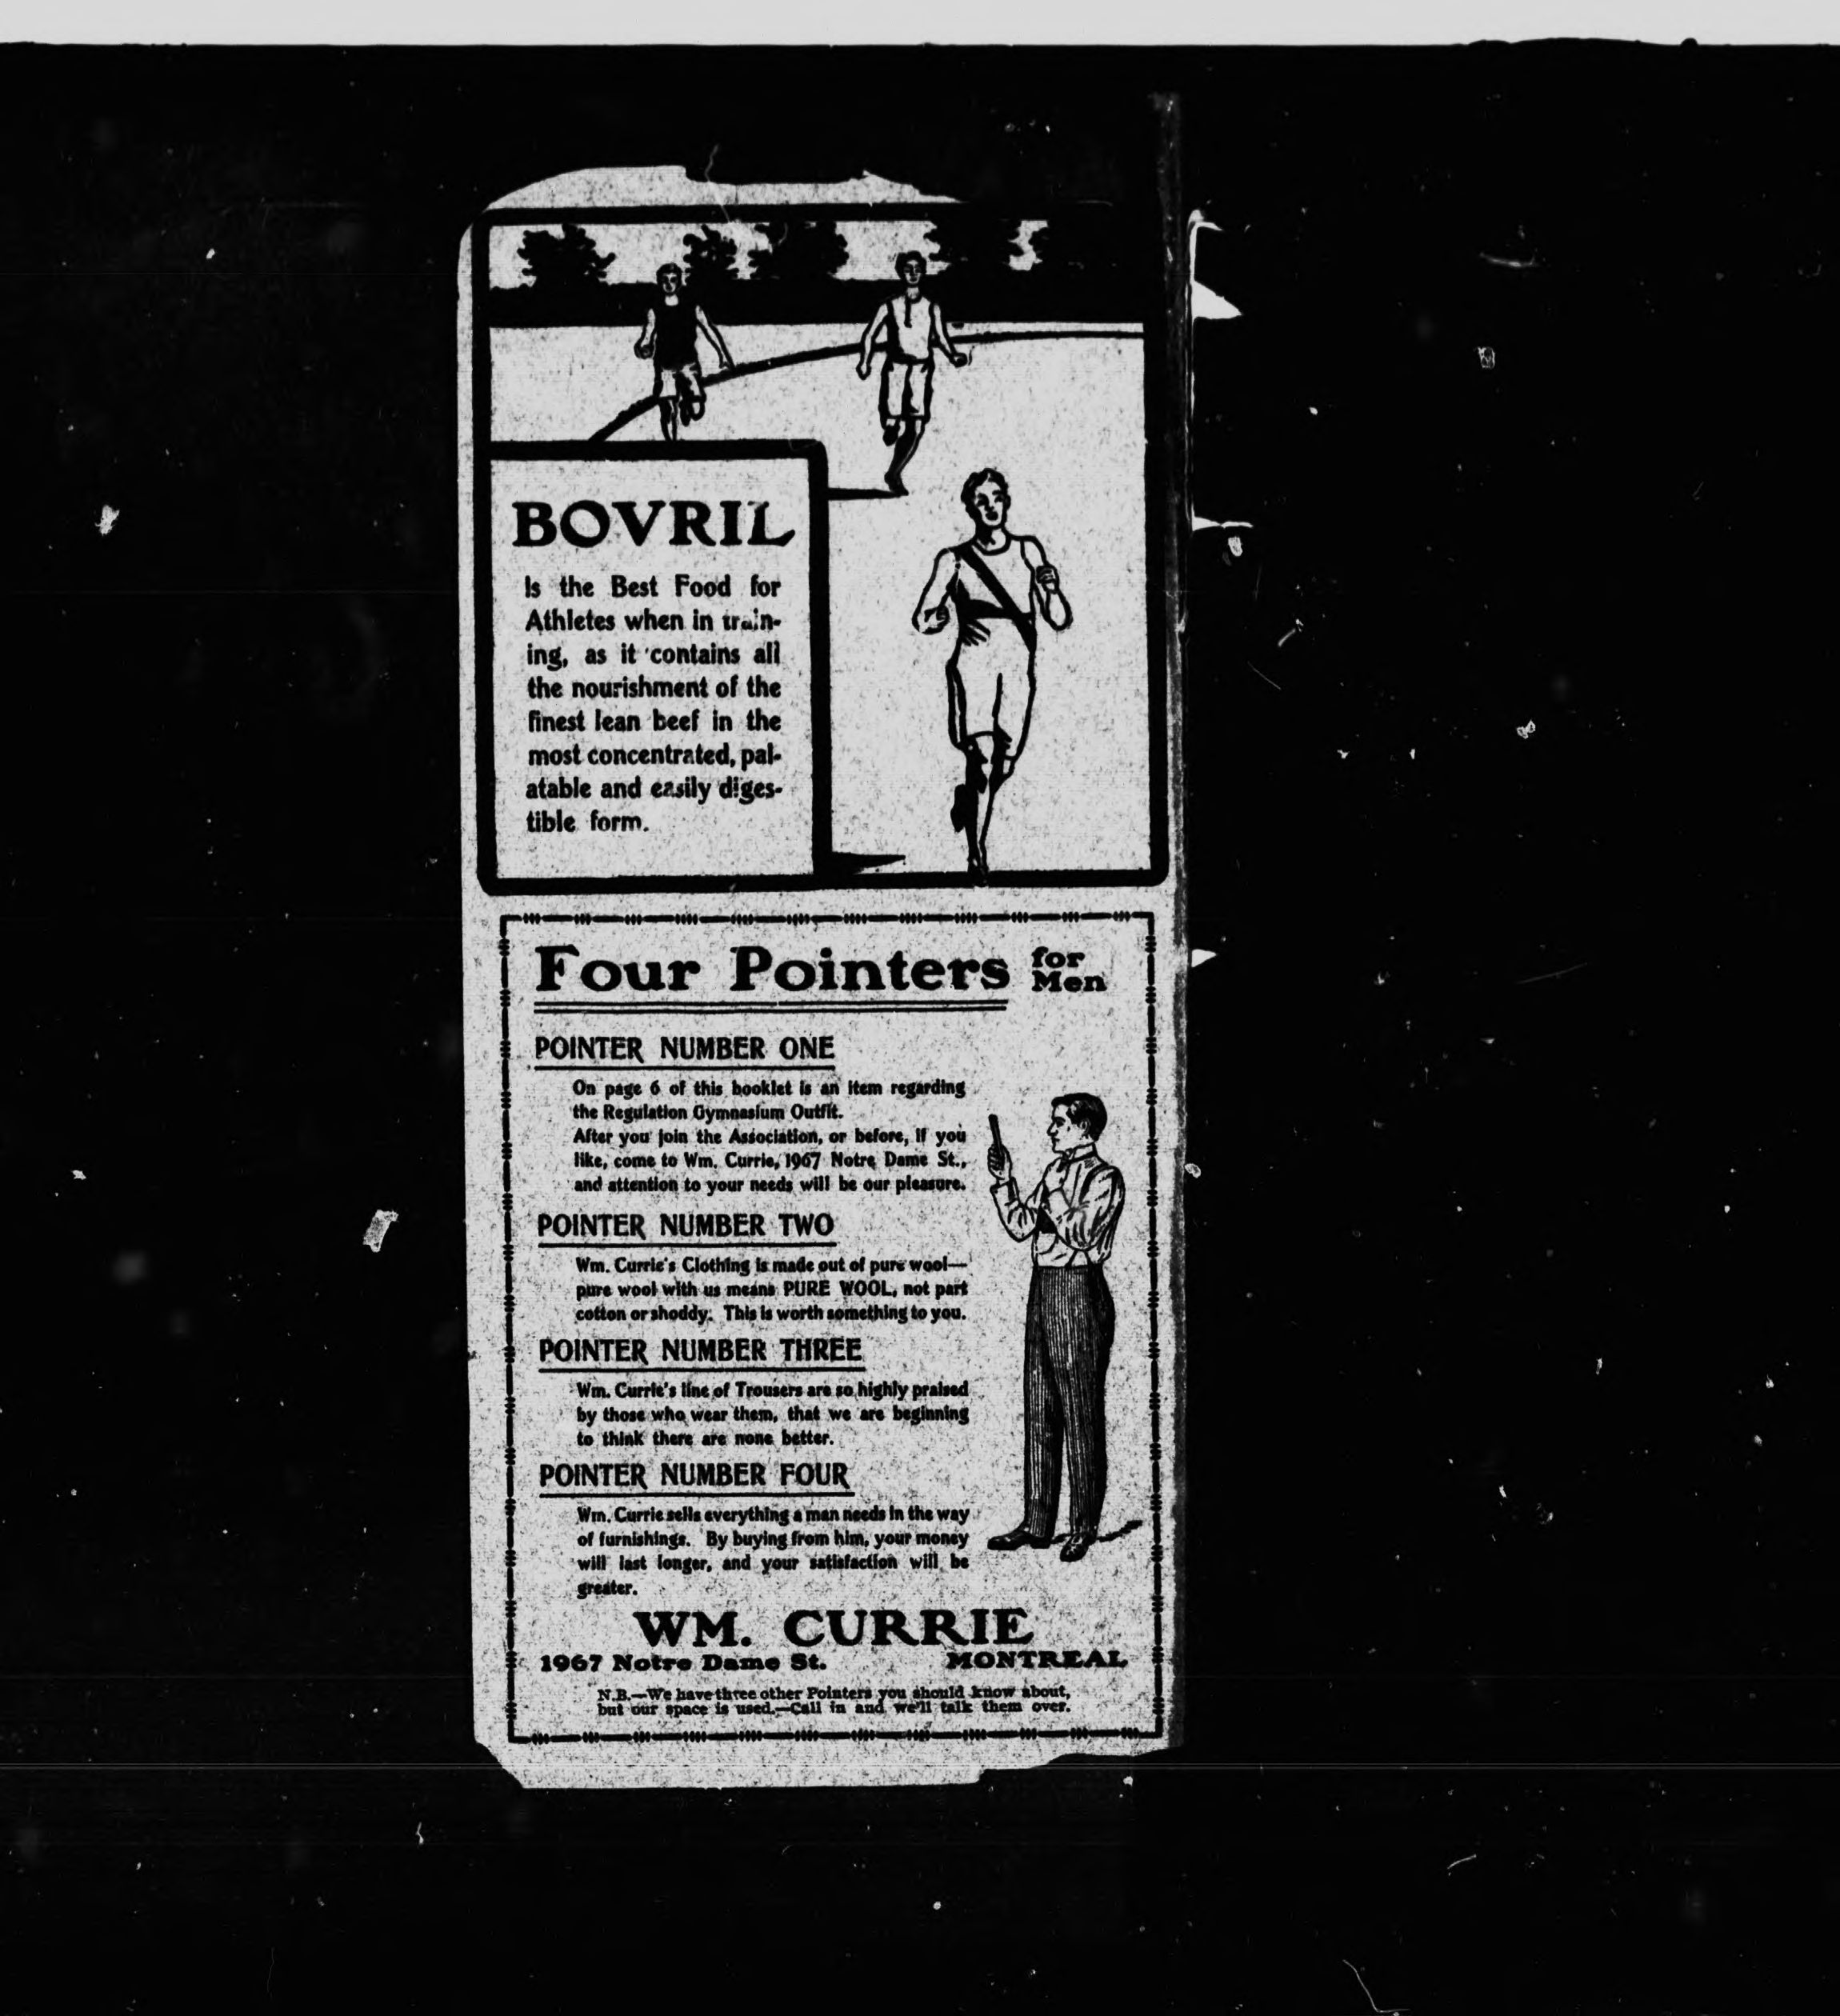 BOVRIL
Is the Best Food for
Athletes when in train-
ing, as it contains all
the nourishment of the
finest lean beef in the
most concentrated, pal-
atable and easily diges-
tible form.
Four Pointers for Men
POINTER NUMBER ONE
On page 6 of this booklet is an item regarding
the Regulation Gymnasium Outfit.
After you join the Association, or before, if you
like, come to Wm. Currie, 1967 Notre Dame St.,
and attention to your needs will be our pleasure.
POINTER NUMBER TWO
Wm. Currie's Clothing is made out of pure wool—
pure wool with us means PURE WOOL, not part
cotton or shoddy. This is worth something to you.
POINTER NUMBER THREE
Wm. Currie's line of Trousers are so highly praised
by those who wear them, that we are beginning
to think there are none better.
POINTER NUMBER FOUR
Wm. Currie sells everything a man needs in the way
of furnishings. By buying from him, your money
will last longer, and your satisfaction will be
greater.
WM. CURRIE
1967 Notre Dame St. MONTREAL
N.B.—We have three other Pointers you should know about,
but our space is used.—Call in and we'll talk them over.